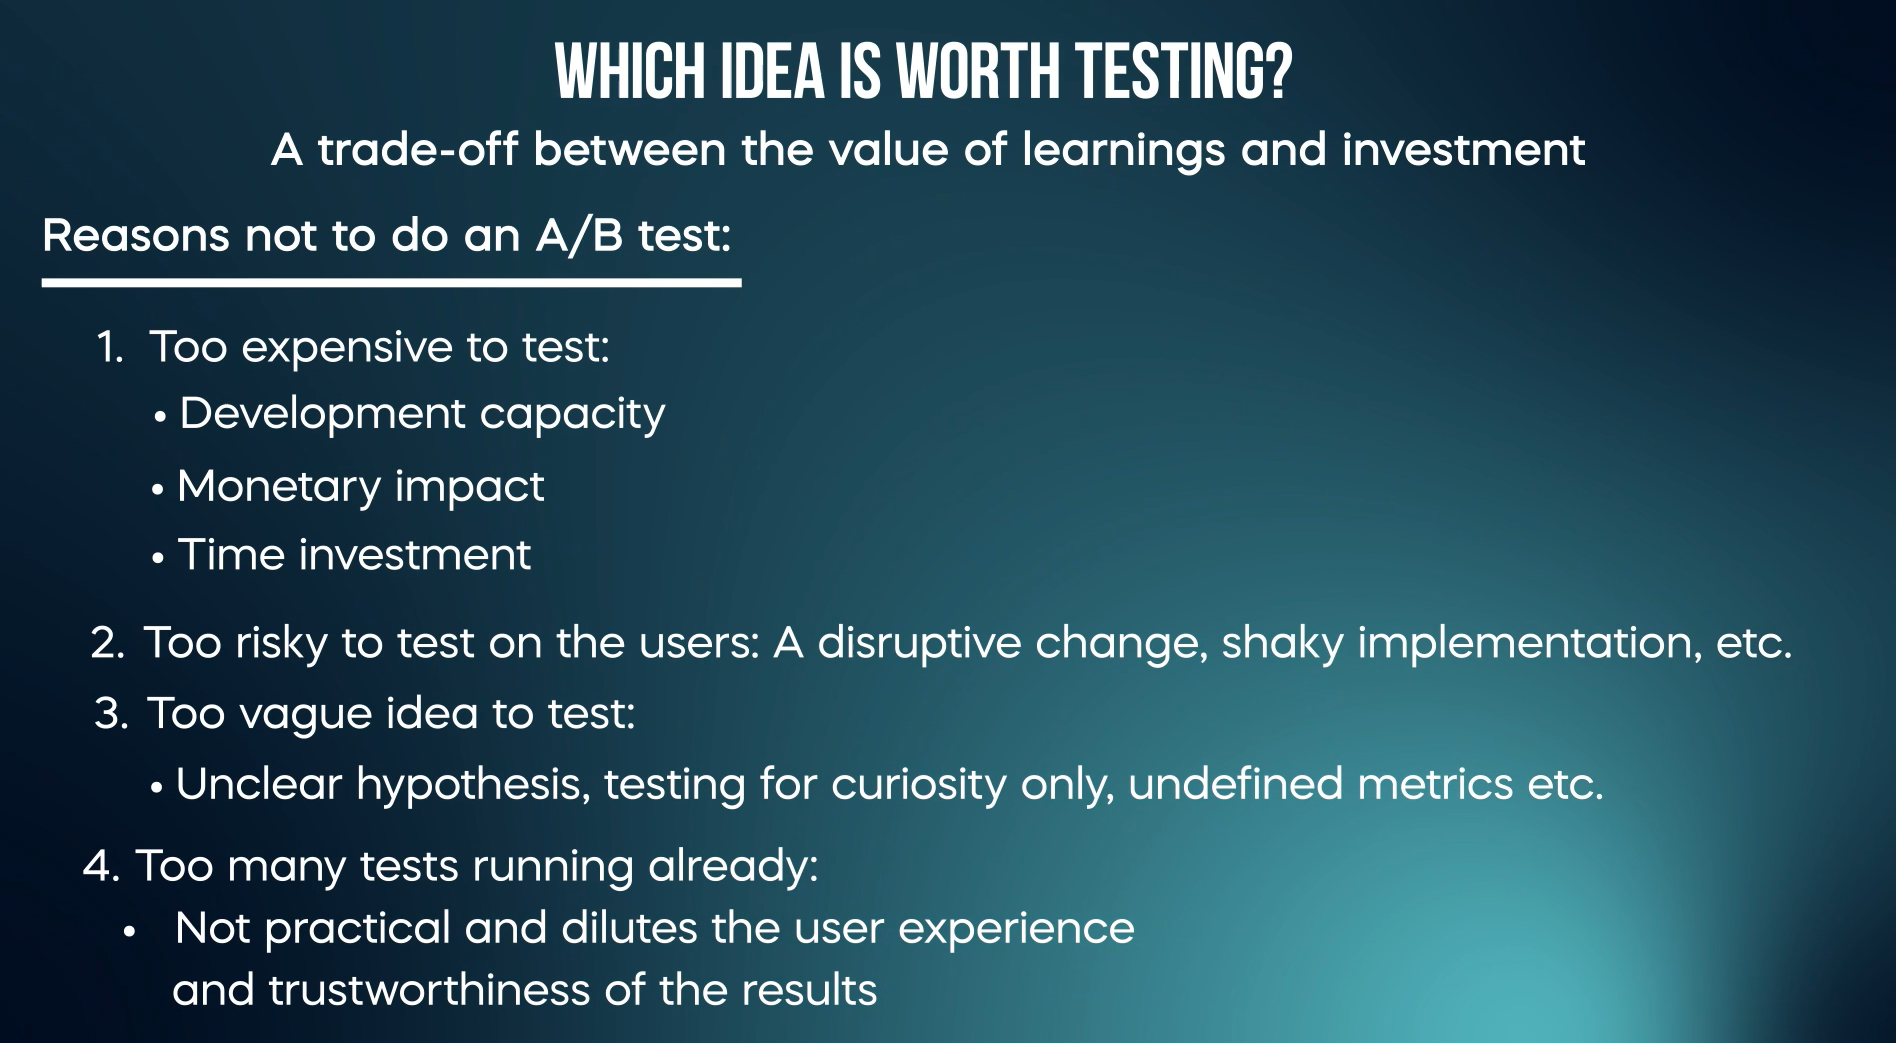 WHICH IDEA IS WORTH TESTING?
A trade-off between the value of learnings and investment
Reasons not to do an A/B test:
1. Too expensive to test:
• Development capacity
• Monetary impact
• Time investment
2. Too risky to test on the users: A disruptive change, shaky implementation, etc.
3. Too vague idea to test:
• Unclear hypothesis, testing for curiosity only, undefined metrics etc.
4. Too many tests running already:
• Not practical and dilutes the user experience
and trustworthiness of the results